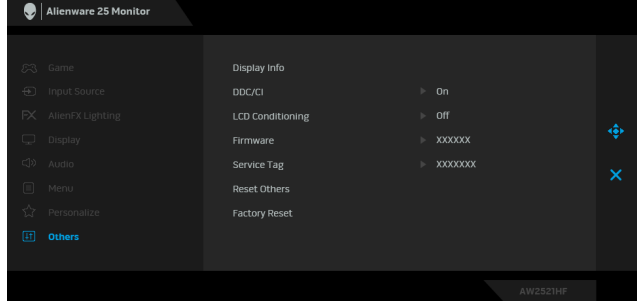 Alienware 25 Monitor
Game
Input Source
FX AlienFX Lighting
Display
Audio
Menu
Personalize
Others
Display Info
DDC/CI On
LCD Conditioning Off
Firmware XXXXXX
Service Tag XXXXXXX
Reset Others
Factory Reset
AW2521HF